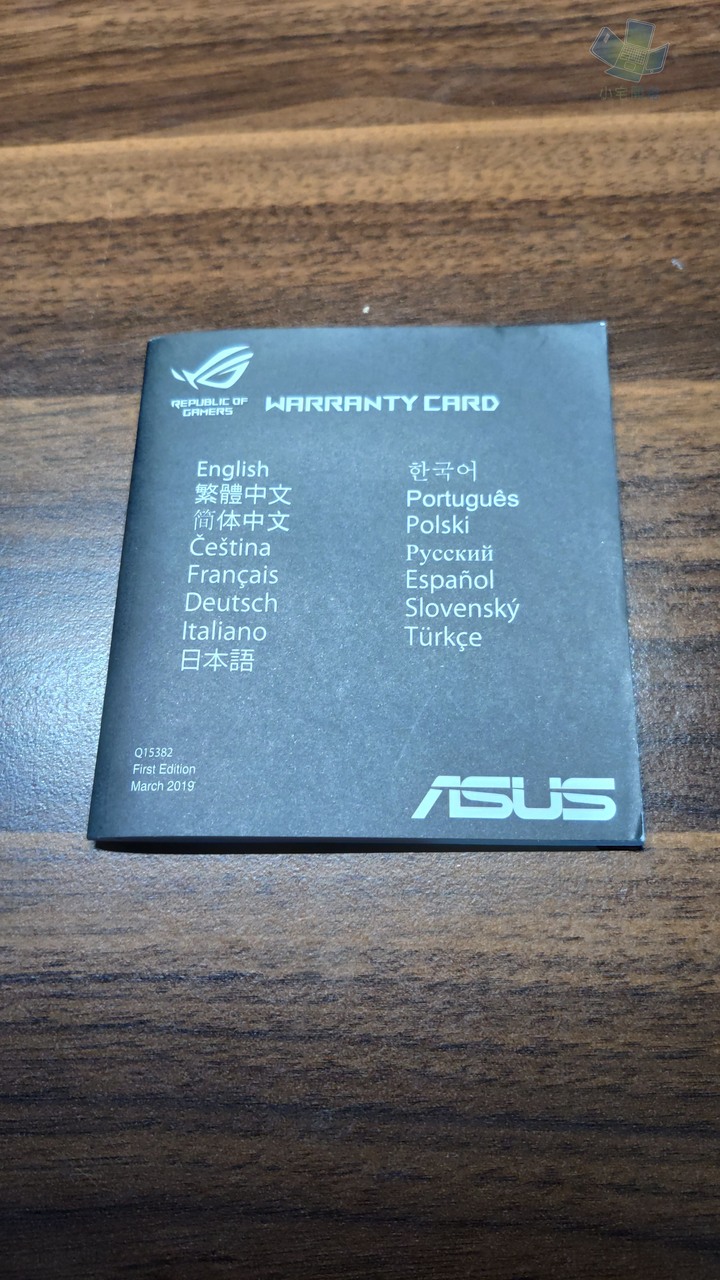 REPUBLIC OF
GAMERS
WARRANTY CARD
English
繁體中文
简体中文
Čeština
Français
Deutsch
Italiano
日本語
한국어
Português
Polski
Русский
Español
Slovenský
Türkçe
Q15382
First Edition
March 2019
ASUS